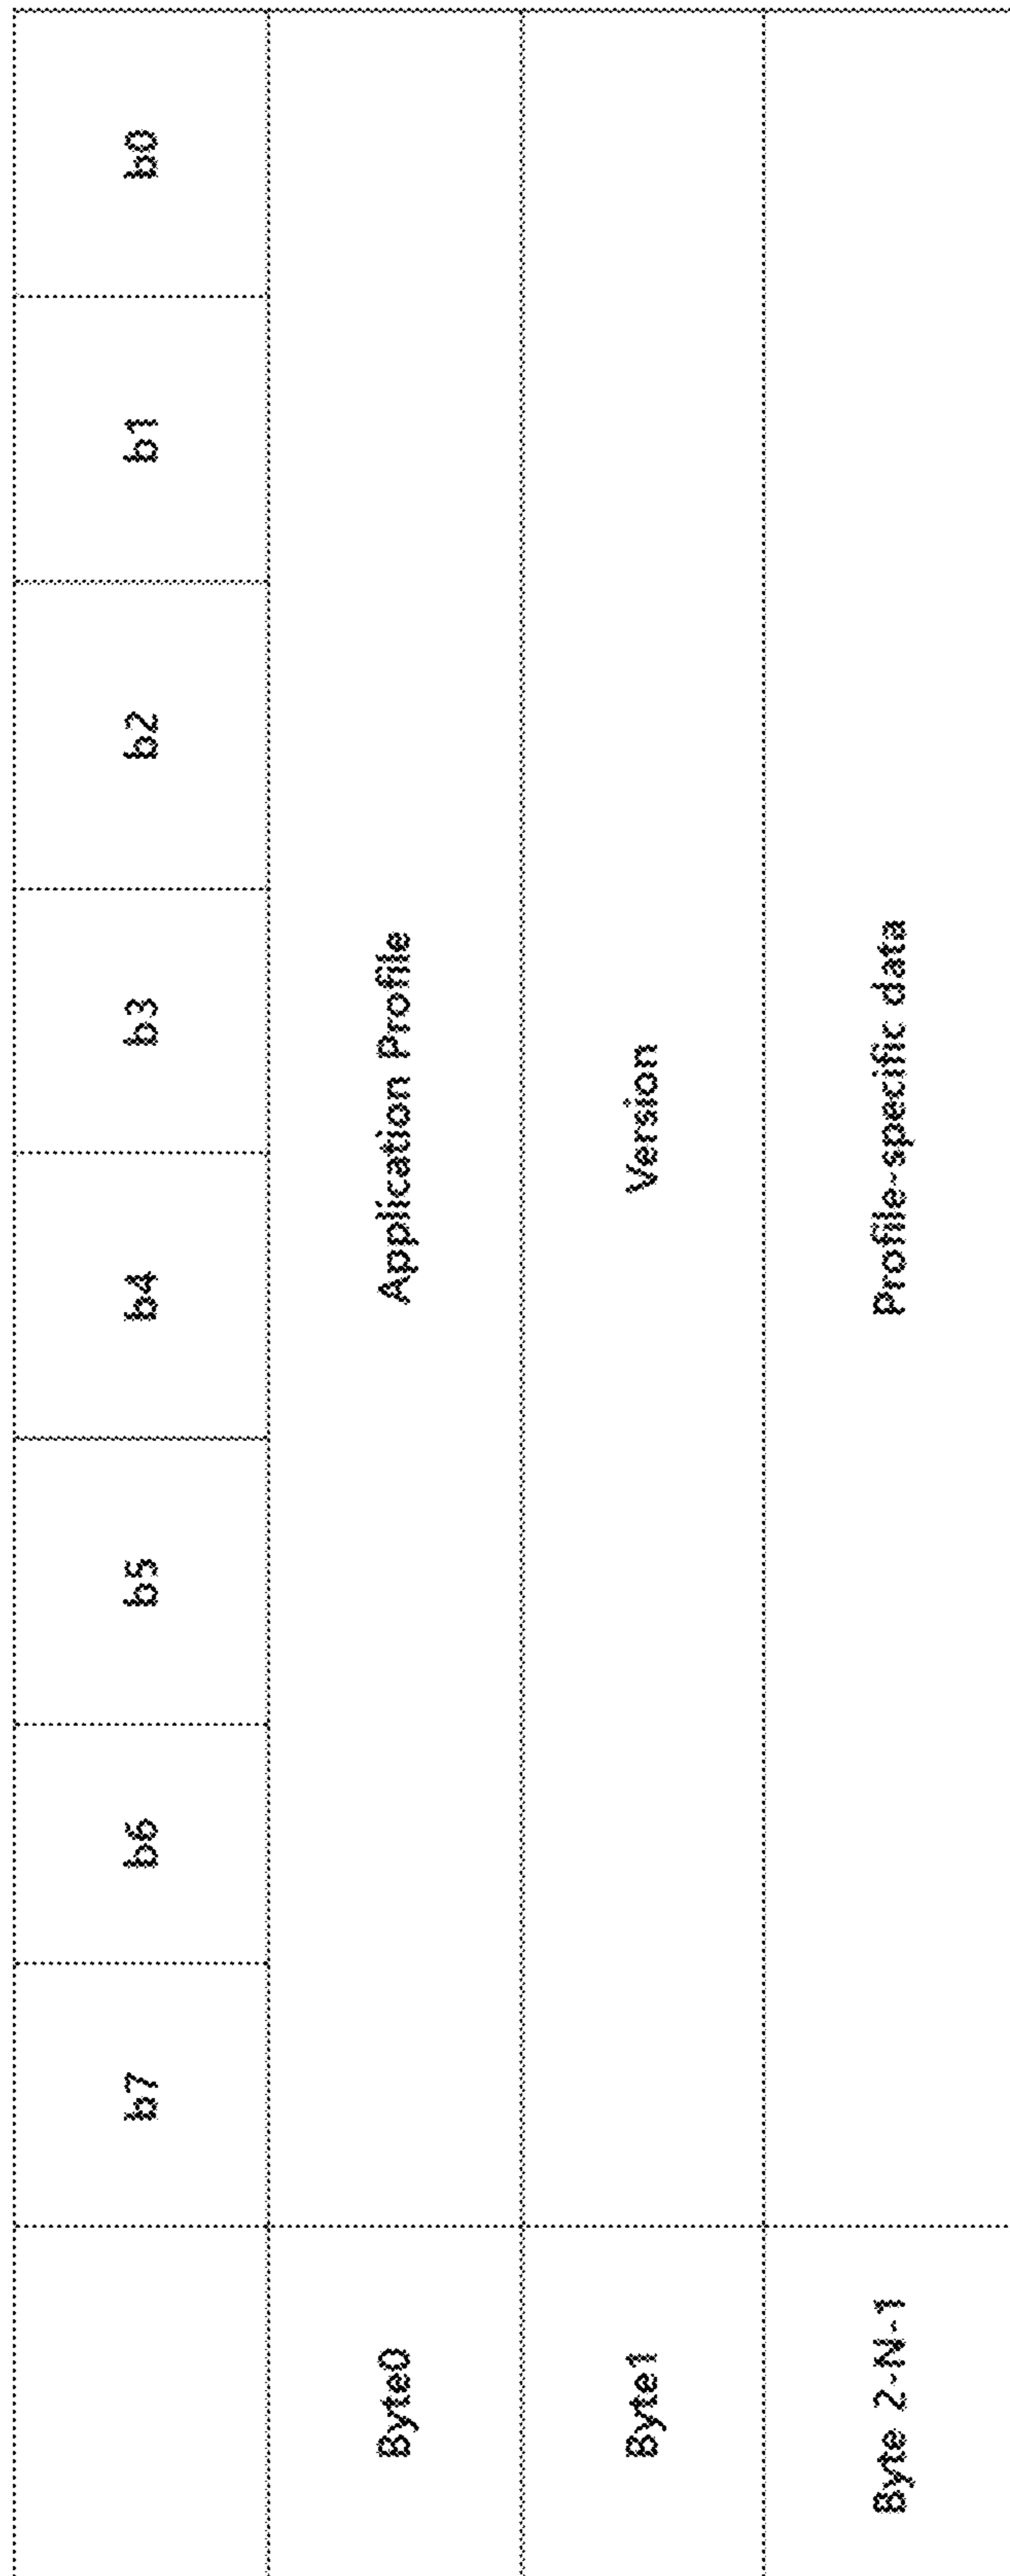 b7 b6 b5 b4 b3 b2 b1 b0
Byte0 Application Profile
Byte1 Version
Byte 2-N-1 Profile-specific data